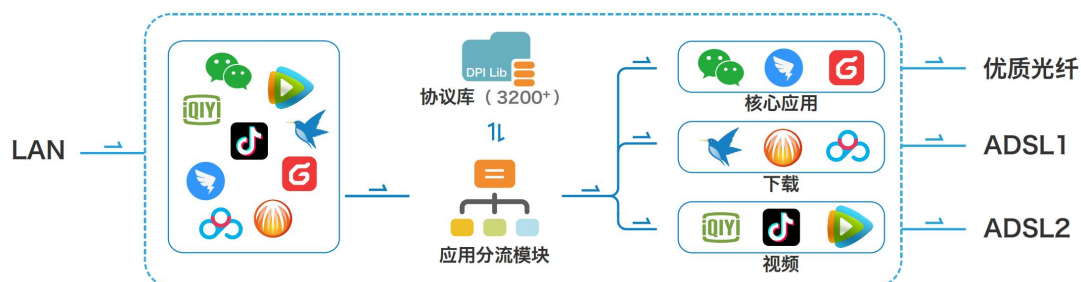 LAN
iQIYI
DPI Lib
协议库（3200+）
应用分流模块
核心应用
下载
iQIYI
视频
优质光纤
ADSL1
ADSL2